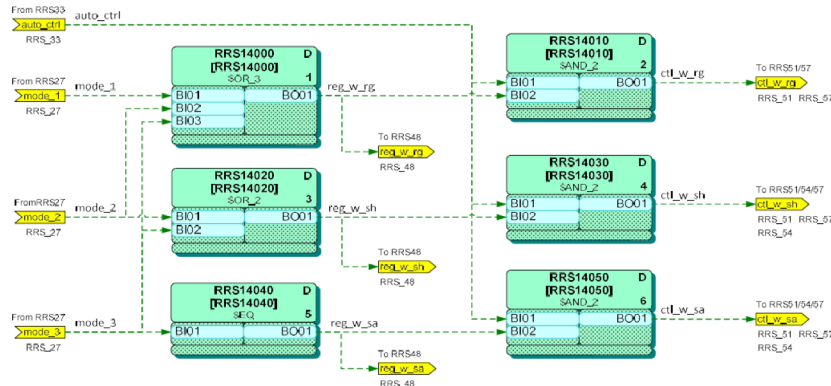 From RRS33
auto_ctrl
auto_ctrl
RRS_33
RRS14000 D
[RRS14000]
$OR_3 1
BI01 BO01
BI02
BI03
RRS14010 D
[RRS14010]
$AND_2 2
BI01 BO01
BI02
From RRS27
mode_1
mode_1
RRS_27
reg_w_rg
To RRS48
reg_w_rg
RRS_48
ctl_w_rg
To RRS51/57
ctl_w_rg
RRS_51 RRS_57
RRS14020 D
[RRS14020]
$OR_2 3
BI01 BO01
BI02
RRS14030 D
[RRS14030]
$AND_2 4
BI01 BO01
BI02
FromRRS27
mode_2
mode_2
RRS_27
reg_w_sh
To RRS48
reg_w_sh
RRS_48
ctl_w_sh
To RRS51/54/57
ctl_w_sh
RRS_51 RRS_57
RRS_54
RRS14040 D
[RRS14040]
$EQ 5
BI01 BO01
RRS14050 D
[RRS14050]
$AND_2 6
BI01 BO01
BI02
From RRS27
mode_3
mode_3
RRS_27
reg_w_sa
To RRS48
reg_w_sa
RRS_48
ctl_w_sa
To RRS51/54/57
ctl_w_sa
RRS_51 RRS_57
RRS_54